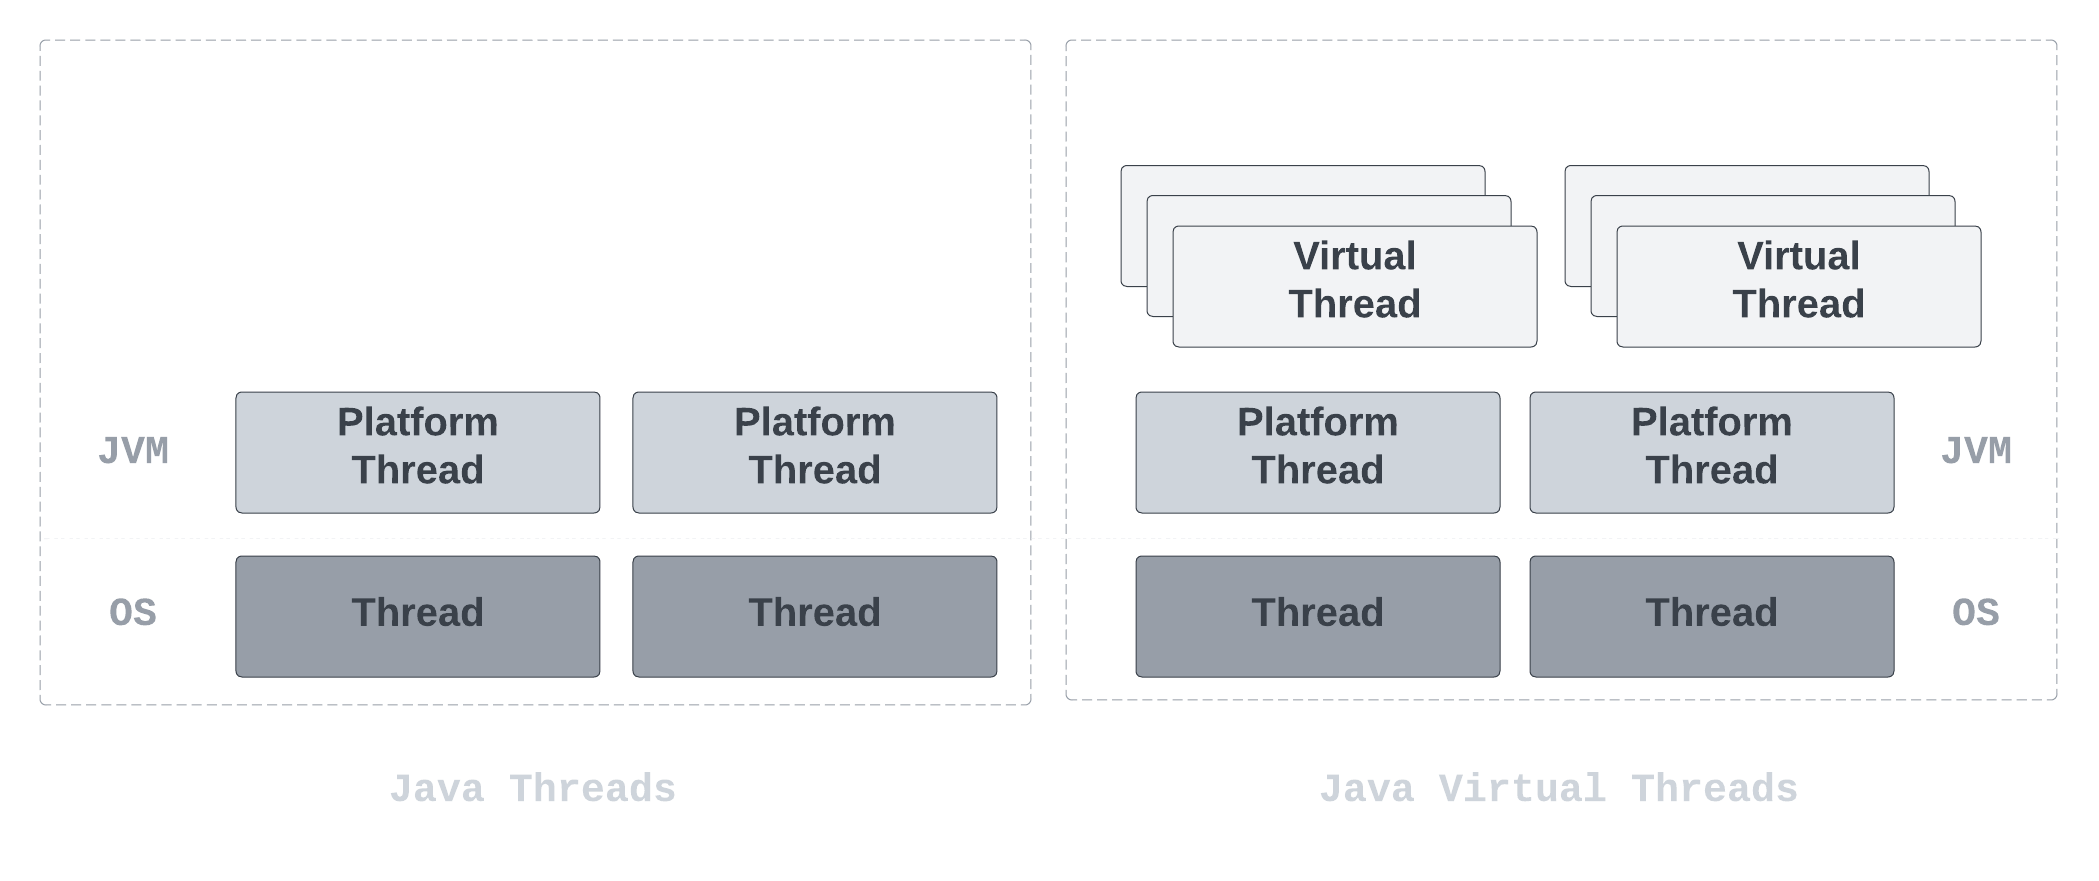 Virtual
Thread
Virtual
Thread
JVM
Platform
Thread
Platform
Thread
Platform
Thread
Platform
Thread
JVM
OS
Thread
Thread
Thread
Thread
OS
Java Threads
Java Virtual Threads